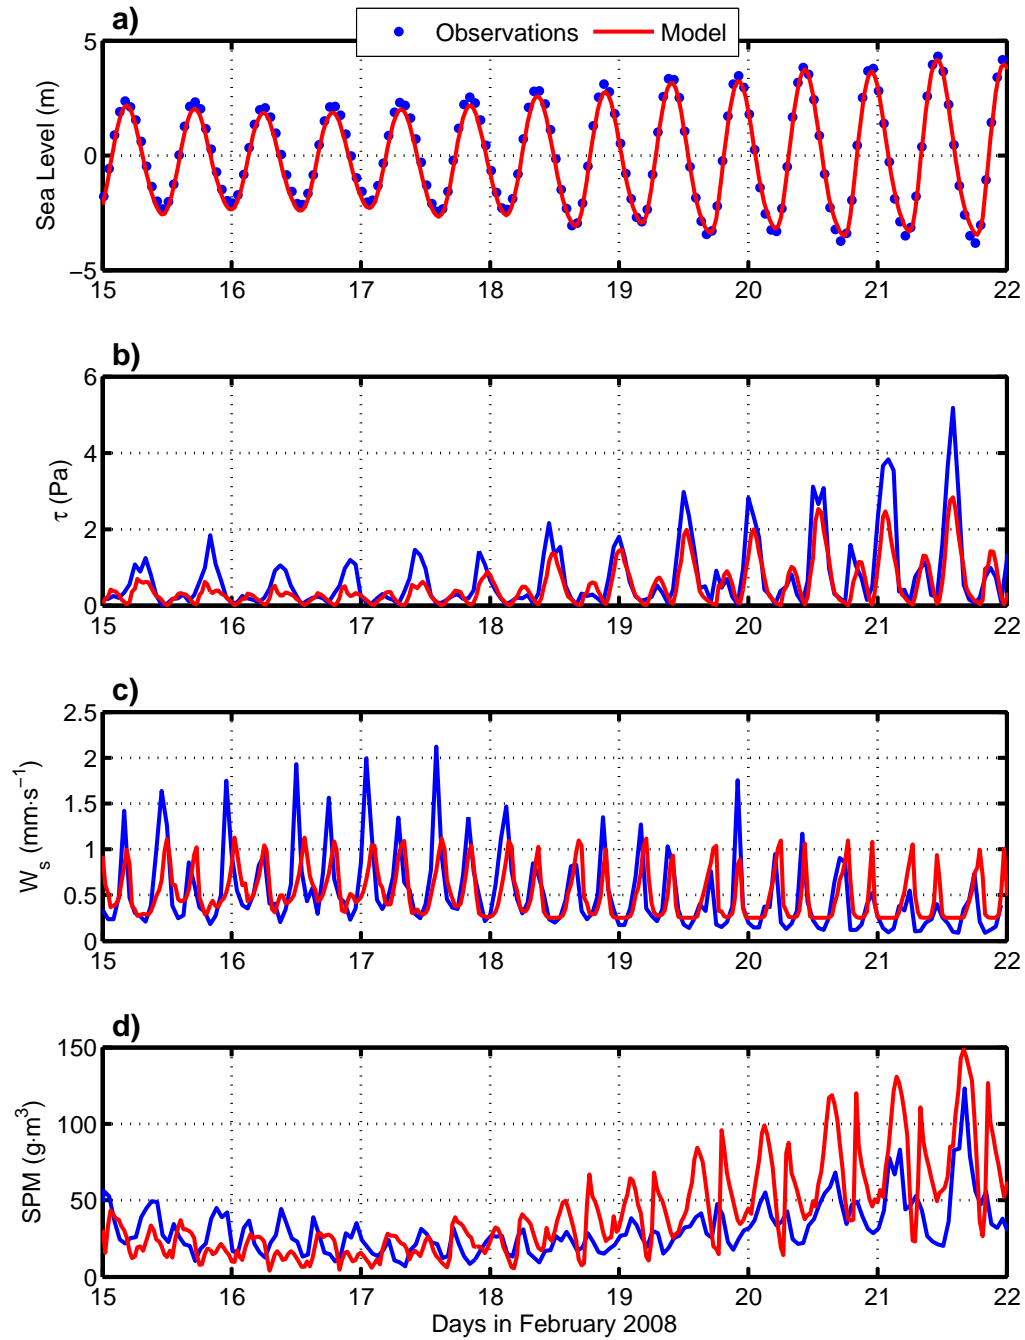 a)
Observations Model
5
0
−5
Sea Level (m)
15 16 17 18 19 20 21 22
b)
6
4
2
0
τ (Pa)
15 16 17 18 19 20 21 22
c)
2.5
2
1.5
1
0.5
0
W_s (mm·s⁻¹)
15 16 17 18 19 20 21 22
d)
150
100
50
0
SPM (g·m³)
15 16 17 18 19 20 21 22
Days in February 2008